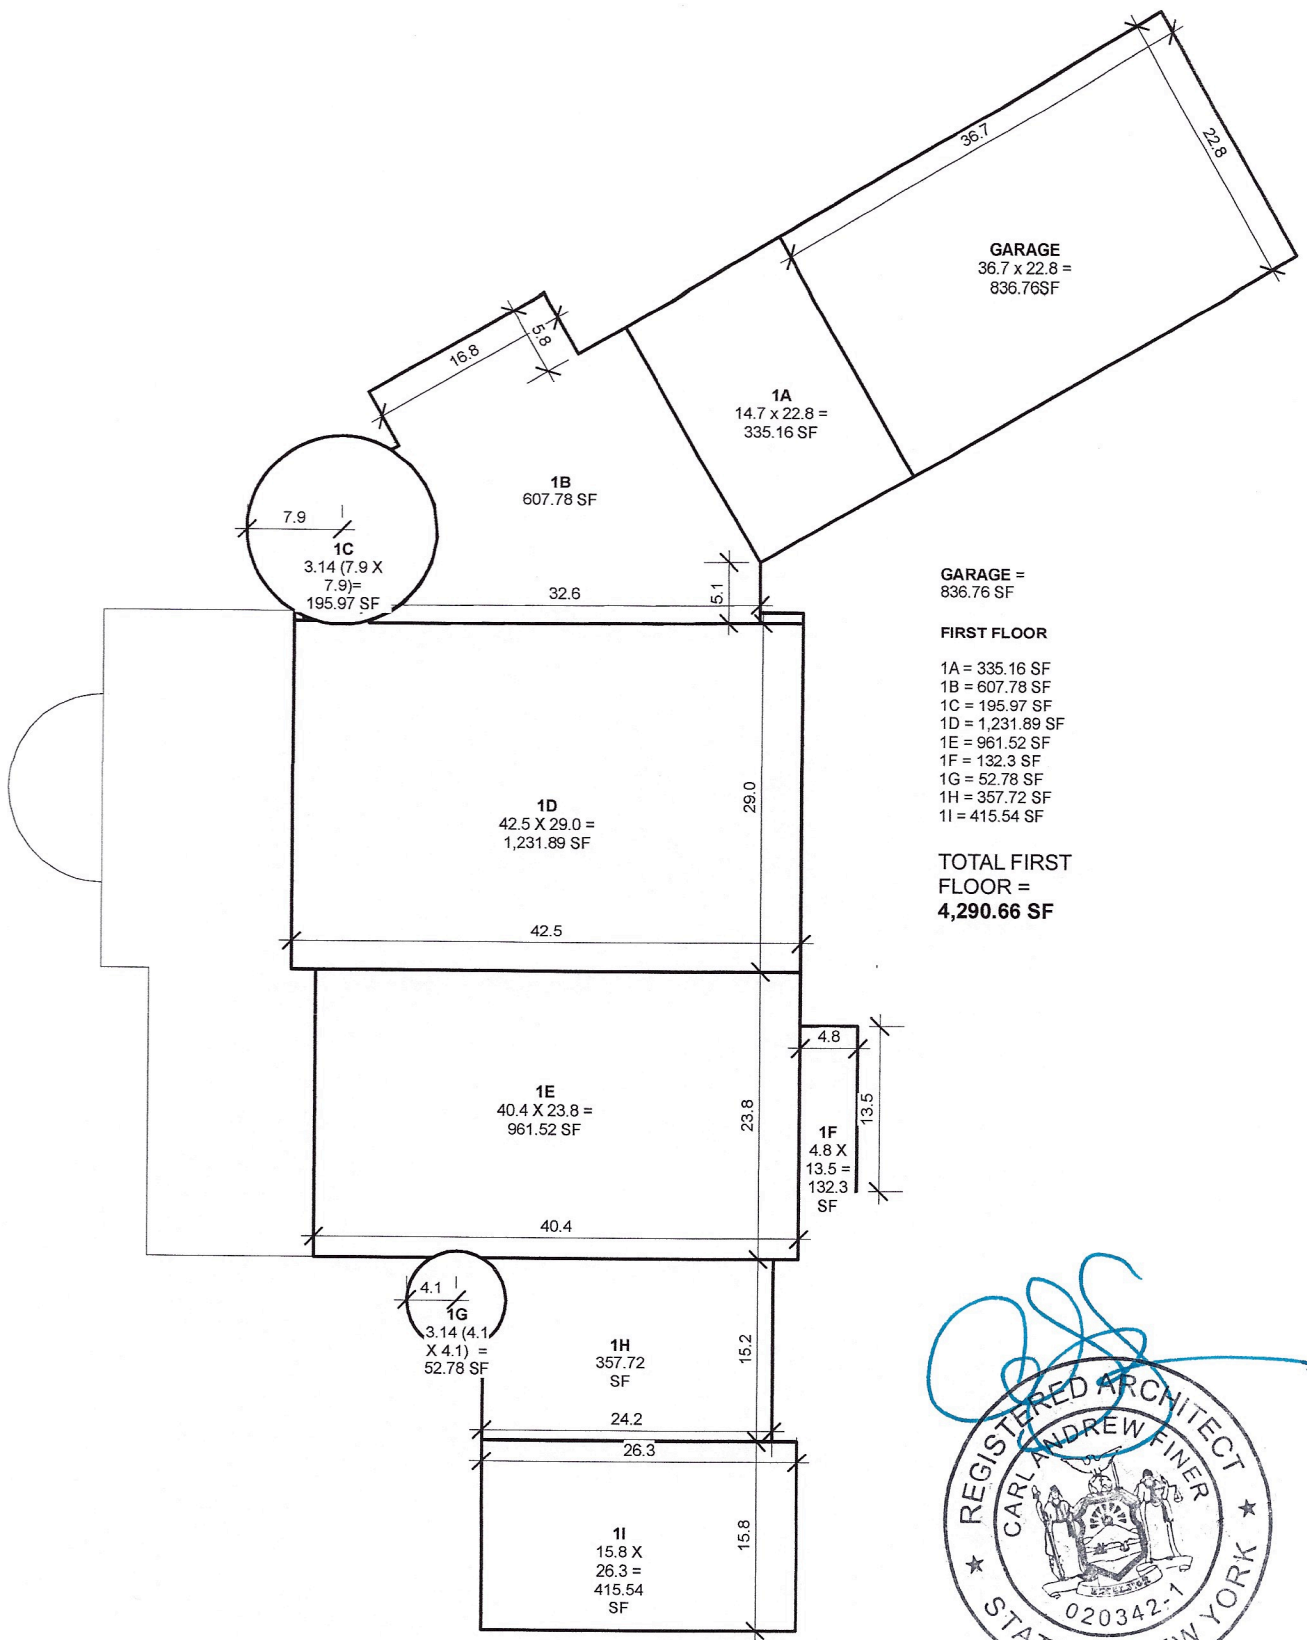 36.7
22.8
GARAGE
36.7 x 22.8 =
836.76SF
5.8
16.8
1A
14.7 x 22.8 =
335.16 SF
1B
607.78 SF
7.9
1C
3.14 (7.9 X
7.9)=
195.97 SF
32.6
5.1
GARAGE =
836.76 SF
FIRST FLOOR
1A = 335.16 SF
1B = 607.78 SF
1C = 195.97 SF
1D = 1,231.89 SF
1E = 961.52 SF
1F = 132.3 SF
1G = 52.78 SF
1H = 357.72 SF
1I = 415.54 SF
TOTAL FIRST
FLOOR =
4,290.66 SF
29.0
1D
42.5 X 29.0 =
1,231.89 SF
42.5
4.8
13.5
1E
40.4 X 23.8 =
961.52 SF
23.8
1F
4.8 X
13.5 =
132.3
SF
40.4
4.1
1G
3.14 (4.1
X 4.1) =
52.78 SF
1H
357.72
SF
15.2
24.2
26.3
1I
15.8 X
26.3 =
415.54
SF
15.8
REGISTERED ARCHITECT
CARL ANDREW FINER
020342-1